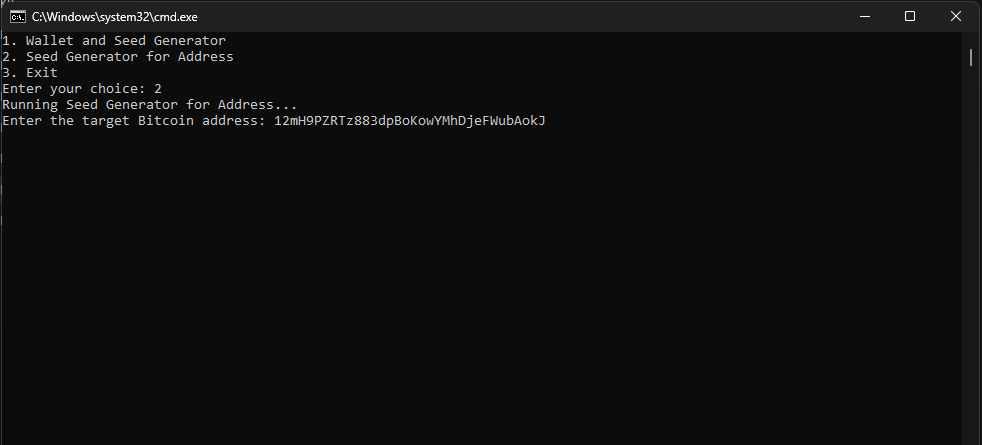 C:\Windows\system32\cmd.exe
1. Wallet and Seed Generator
2. Seed Generator for Address
3. Exit
Enter your choice: 2
Running Seed Generator for Address...
Enter the target Bitcoin address: 12mH9PZRTz883dpBoKowYMhDjeFWubAokJ